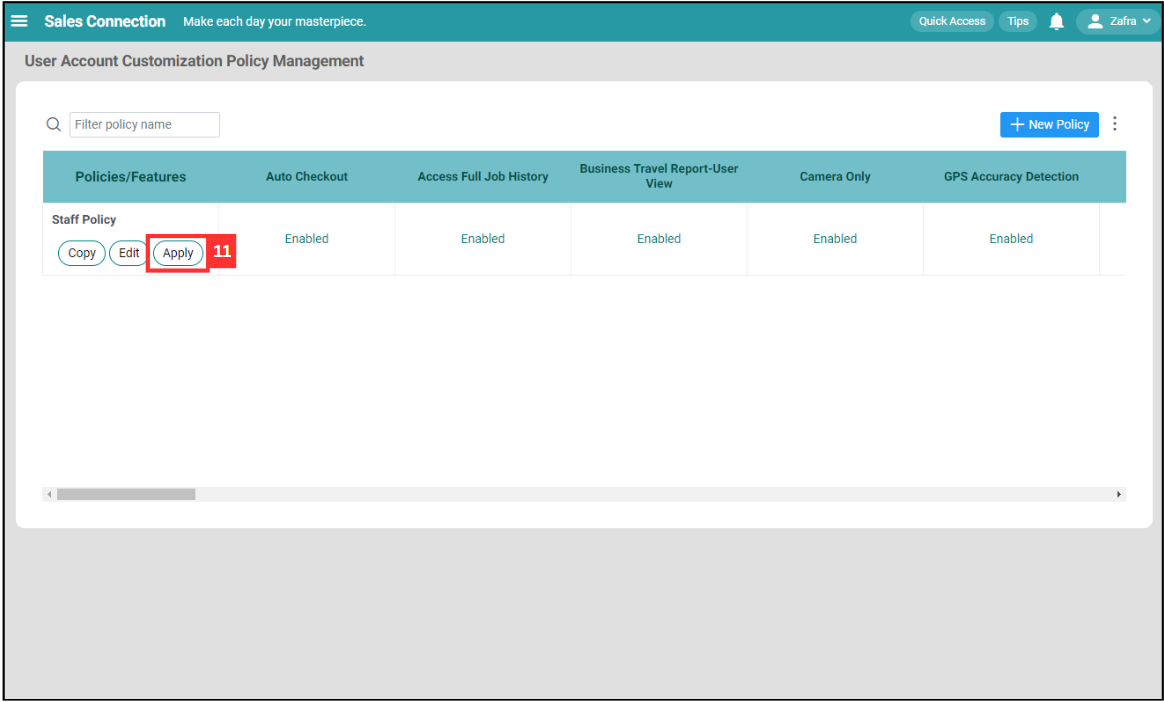 Sales Connection Make each day your masterpiece. Quick Access Tips Zafra
User Account Customization Policy Management
Filter policy name New Policy
Policies/Features Auto Checkout Access Full Job History Business Travel Report-User View Camera Only GPS Accuracy Detection
Staff Policy
Enabled Enabled Enabled Enabled Enabled
Copy Edit Apply 11